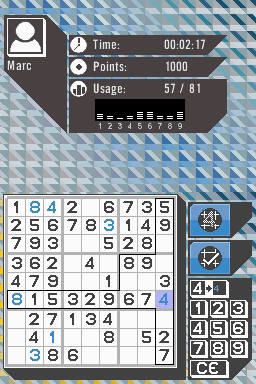 Time: 00:02:17
Points: 1000
Marc
Usage: 57 / 81
1 2 3 4 5 6 7 8 9
1 8 4 2 6 7 3 5
2 5 6 7 8 3 1 4 9
7 9 3 5 2 8
3 6 2 4 8 9
4 7 9 1 3
8 1 5 3 2 9 6 7 4
2 7 1 3 4
4 1 8 5 2
3 8 6 7
4 4
1 2 3
4 5 6
7 8 9
CE